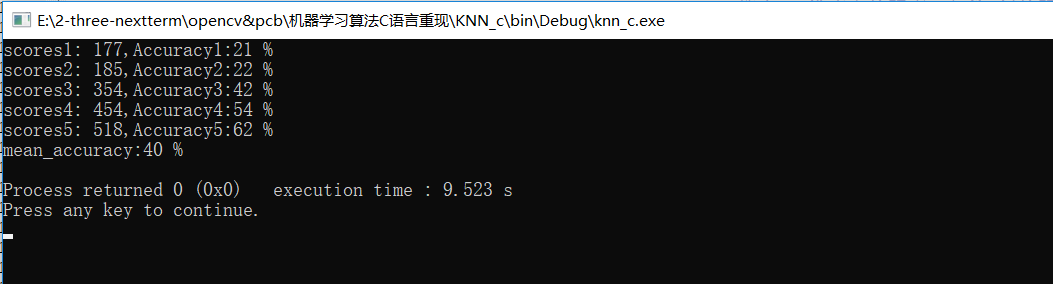 E:\2-three-nextterm\opencv&pcb\机器学习算法C语言重现\KNN_c\bin\Debug\knn_c.exe
scores1: 177,Accuracy1:21 %
scores2: 185,Accuracy2:22 %
scores3: 354,Accuracy3:42 %
scores4: 454,Accuracy4:54 %
scores5: 518,Accuracy5:62 %
mean_accuracy:40 %
Process returned 0 (0x0)   execution time : 9.523 s
Press any key to continue.